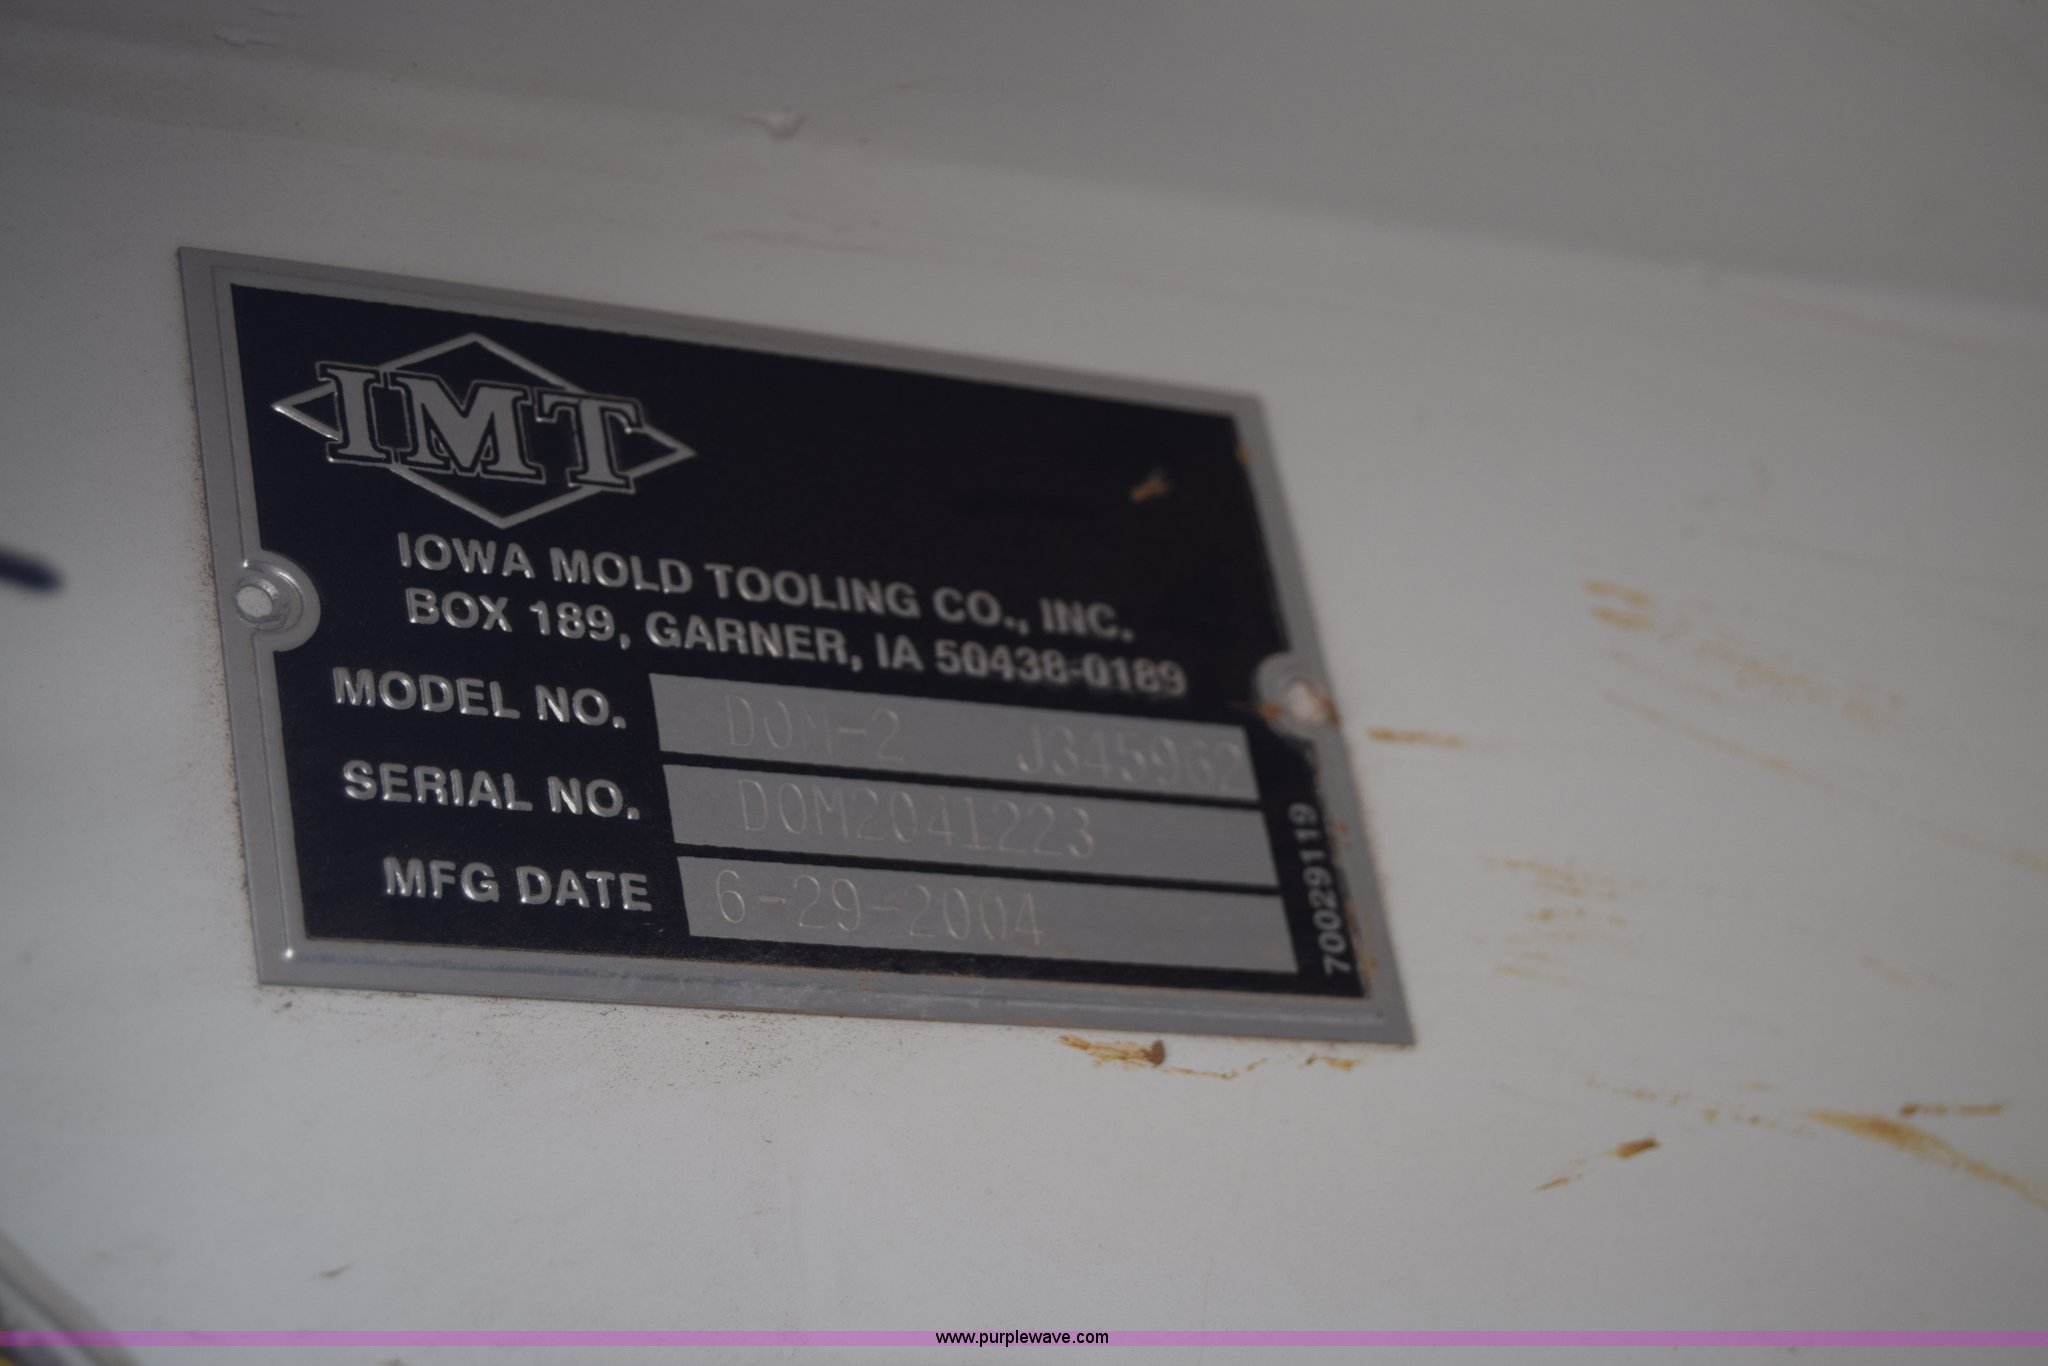 IMT
IOWA MOLD TOOLING CO., INC.
BOX 189, GARNER, IA 50438-0189
MODEL NO. DOM-2 J345962
SERIAL NO. DOM2041223
MFG DATE 6-29-2004
70029119
www.purplewave.com